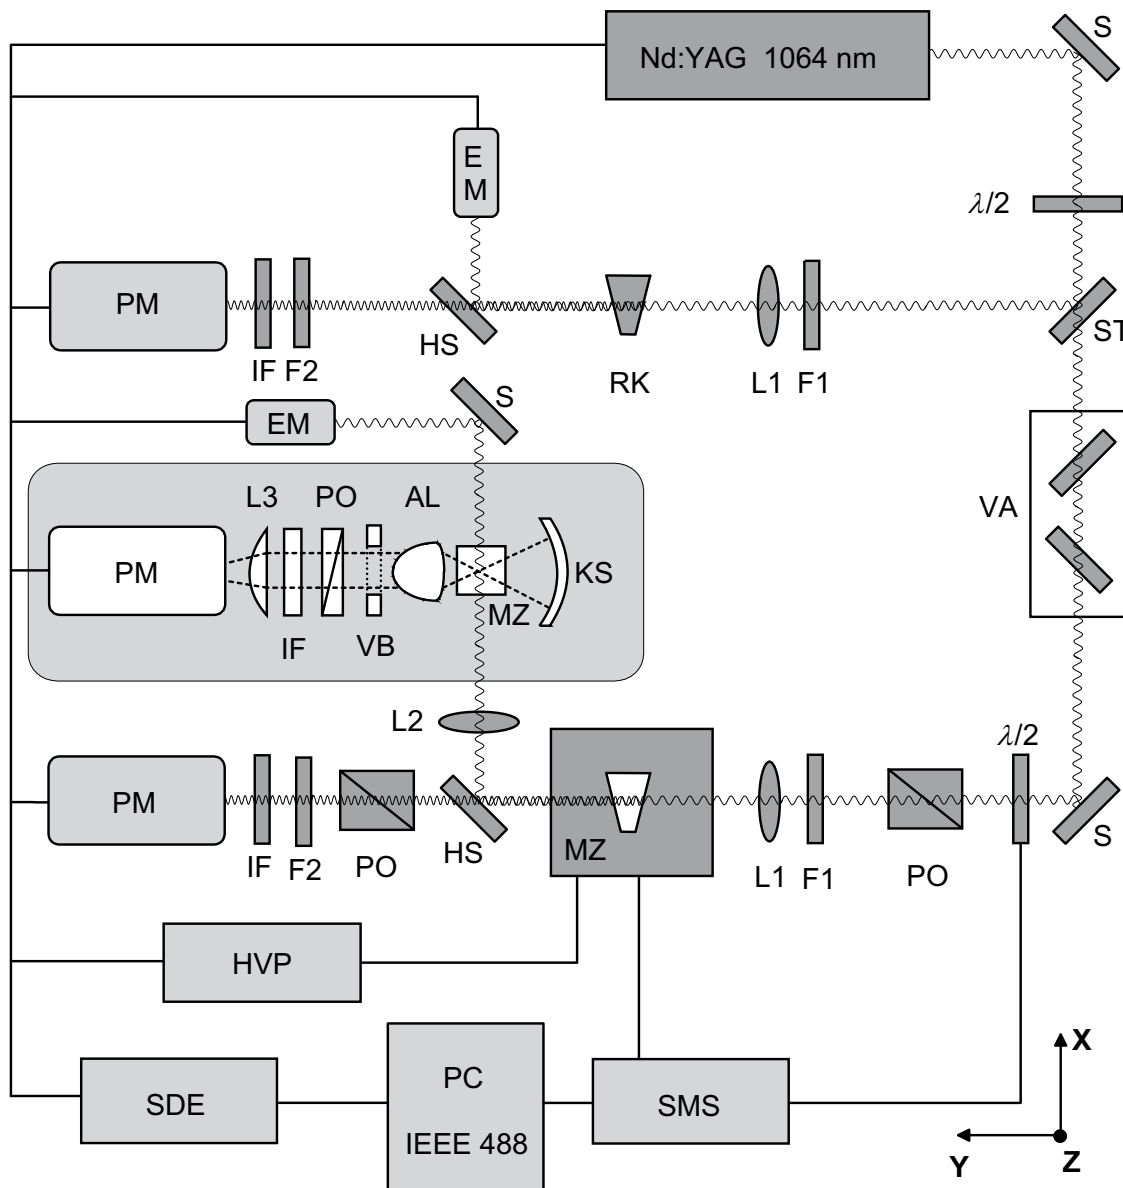 Nd:YAG 1064 nm
S
E
M
λ/2
PM
HS
ST
IF F2
RK
L1 F1
S
EM
L3 PO AL
VA
PM
KS
MZ
IF VB
L2
λ/2
PM
MZ
HS
S
IF F2 PO
L1 F1 PO
HVP
PC
X
SDE
SMS
IEEE 488
Y Z